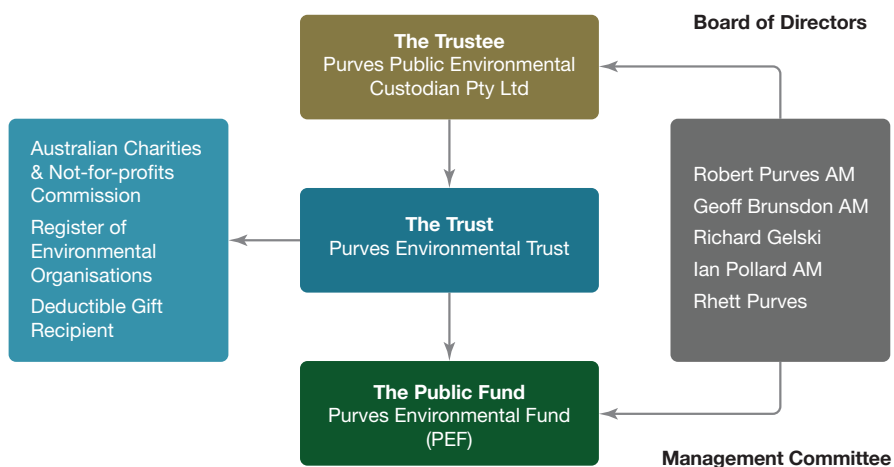 Board of Directors
The Trustee
Purves Public Environmental
Custodian Pty Ltd
Australian Charities
& Not-for-profits
Commission
Register of
Environmental
Organisations
Deductible Gift
Recipient
The Trust
Purves Environmental Trust
Robert Purves AM
Geoff Brunsdon AM
Richard Gelski
Ian Pollard AM
Rhett Purves
The Public Fund
Purves Environmental Fund
(PEF)
Management Committee